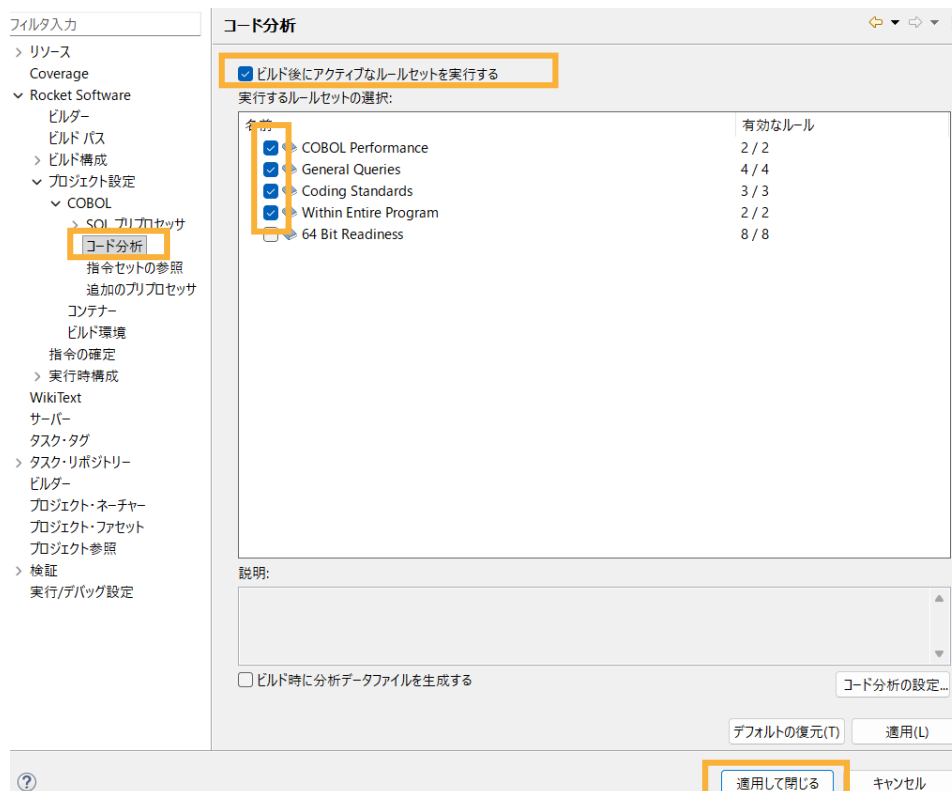 フィルタ入力
リソース
Coverage
Rocket Software
ビルダー
ビルド パス
ビルド構成
プロジェクト設定
COBOL
SQL プリプロセッサ
コード分析
指令セットの参照
追加のプリプロセッサ
コンテナー
ビルド環境
指令の確定
実行時構成
WikiText
サーバー
タスク・タグ
タスク・リポジトリー
ビルダー
プロジェクト・ネーチャー
プロジェクト・ファセット
プロジェクト参照
検証
実行/デバッグ設定
コード分析
ビルド後にアクティブなルールセットを実行する
実行するルールセットの選択:
名前 有効なルール
COBOL Performance 2 / 2
General Queries 4 / 4
Coding Standards 3 / 3
Within Entire Program 2 / 2
64 Bit Readiness 8 / 8
説明:
ビルド時に分析データファイルを生成する
コード分析の設定...
デフォルトの復元(T) 適用(L)
? 適用して閉じる キャンセル